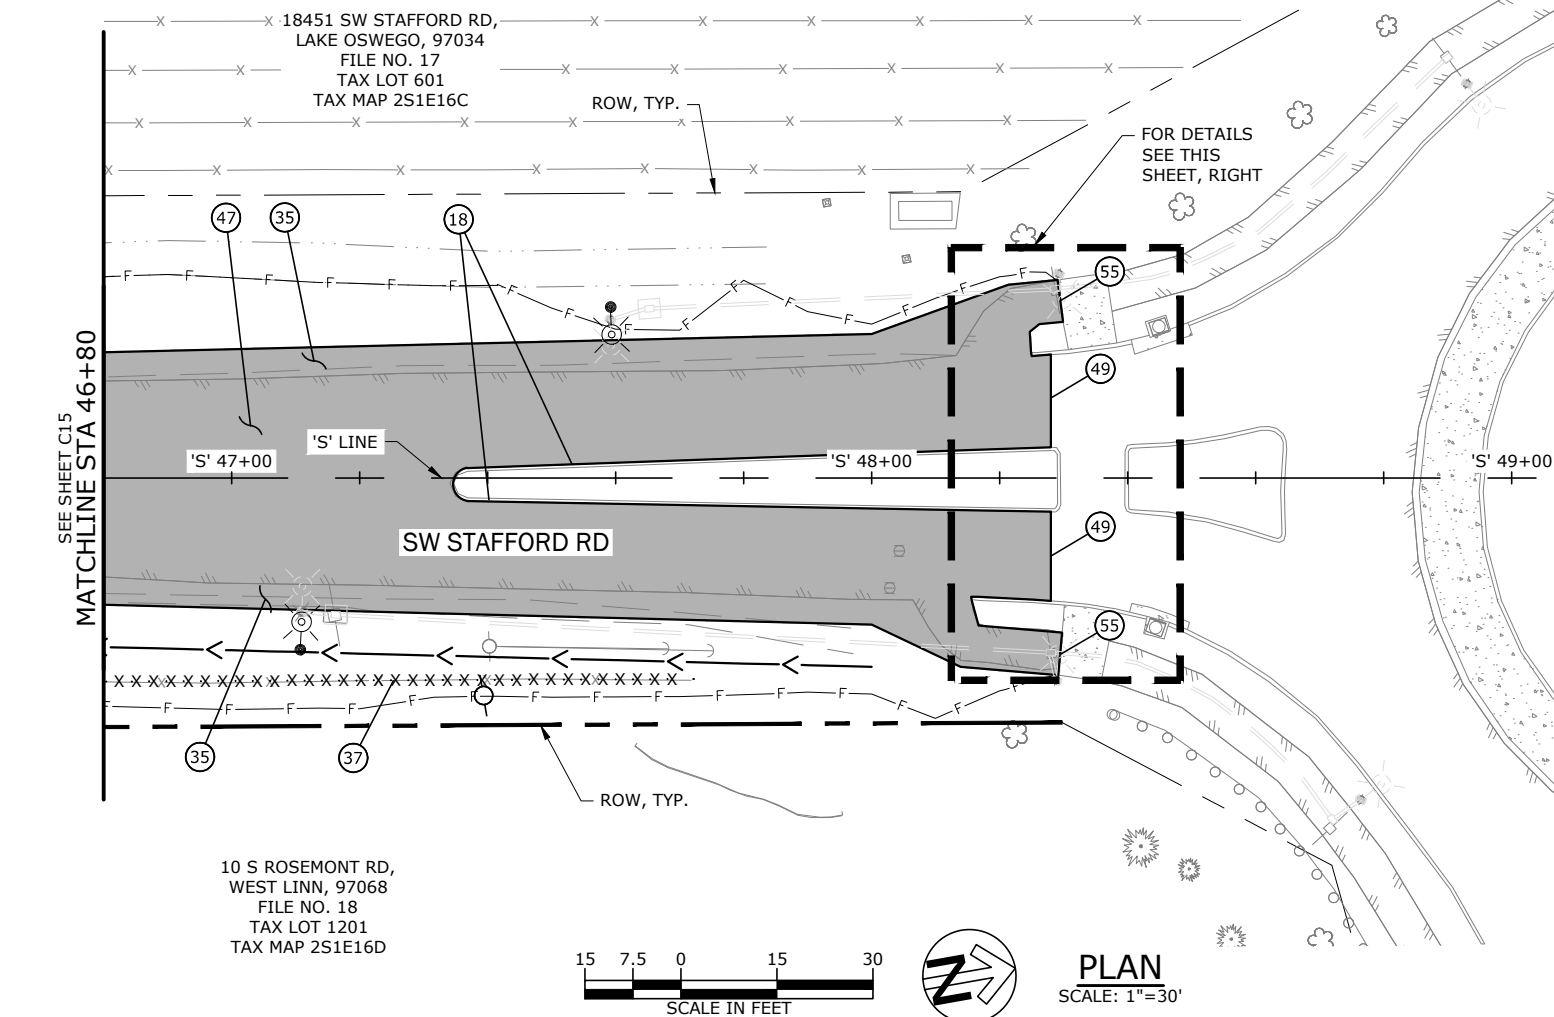 18451 SW STAFFORD RD,
LAKE OSWEGO, 97034
FILE NO. 17
TAX LOT 601
TAX MAP 2S1E16C
ROW, TYP.
FOR DETAILS
SEE THIS
SHEET, RIGHT
47
35
18
55
49
SEE SHEET C15
MATCHLINE STA 46+80
'S' LINE
'S' 47+00
'S' 48+00
'S' 49+00
SW STAFFORD RD
49
55
35
37
ROW, TYP.
10 S ROSEMONT RD,
WEST LINN, 97068
FILE NO. 18
TAX LOT 1201
TAX MAP 2S1E16D
15 7.5 0 15 30
SCALE IN FEET
N
PLAN
SCALE: 1"=30'